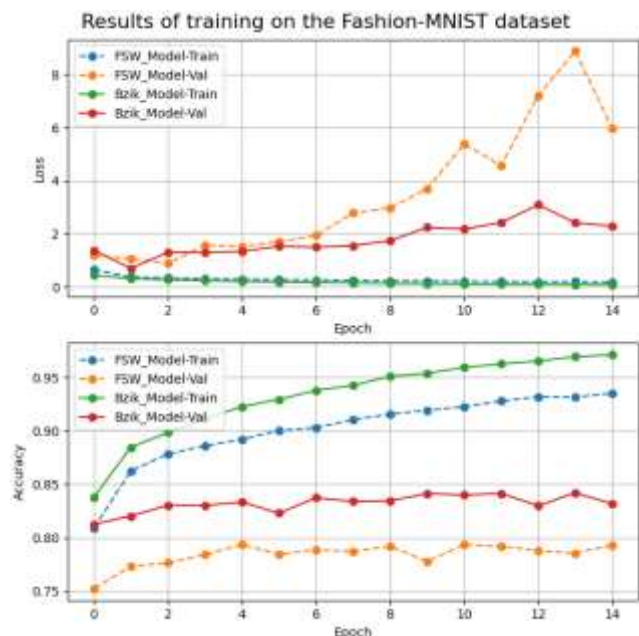 Results of training on the Fashion-MNIST dataset
FSW_Model-Train
FSW_Model-Val
Bzik_Model-Train
Bzik_Model-Val
8
6
4
2
0
Loss
0 2 4 6 8 10 12 14
Epoch
FSW_Model-Train
FSW_Model-Val
Bzik_Model-Train
Bzik_Model-Val
0.95
0.90
0.85
0.80
0.75
Accuracy
0 2 4 6 8 10 12 14
Epoch